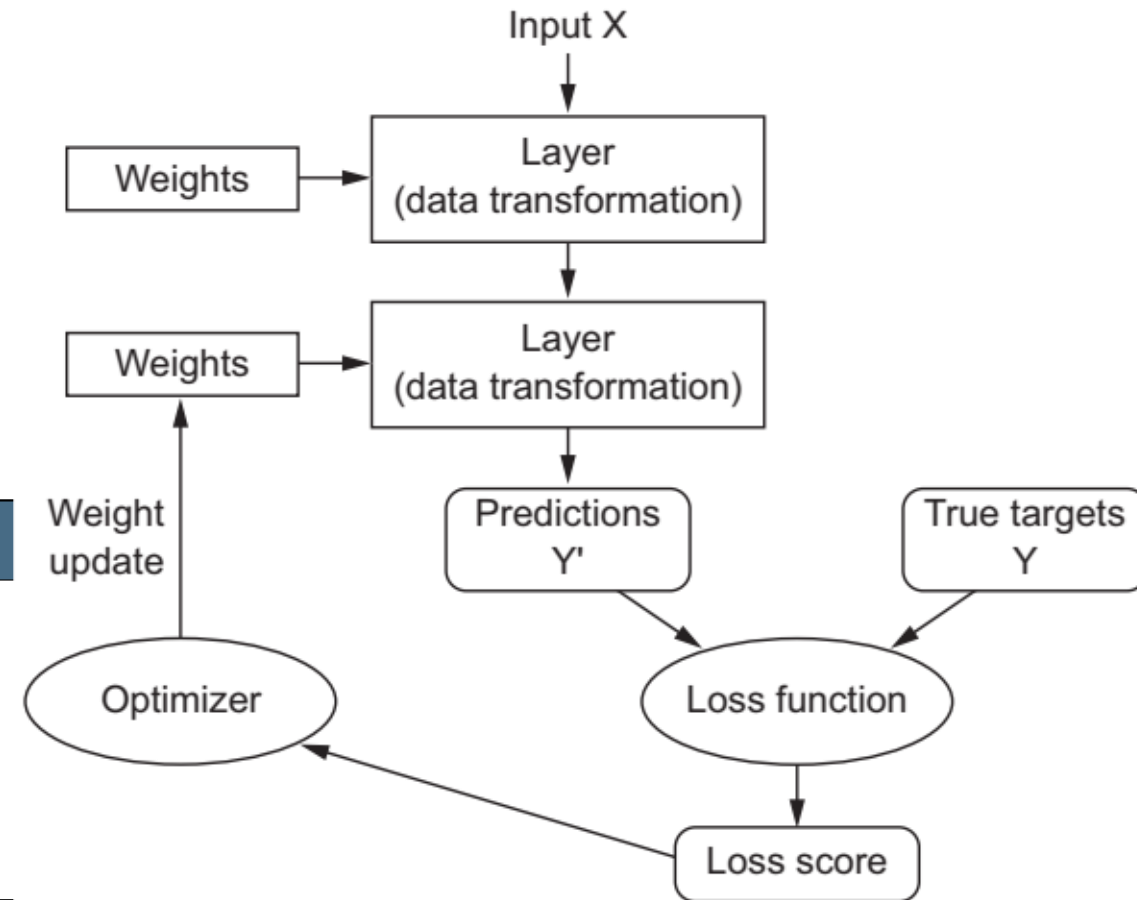 Input X
Weights
Layer
(data transformation)
Weights
Layer
(data transformation)
Weight
update
Predictions
Y'
True targets
Y
Optimizer
Loss function
Loss score